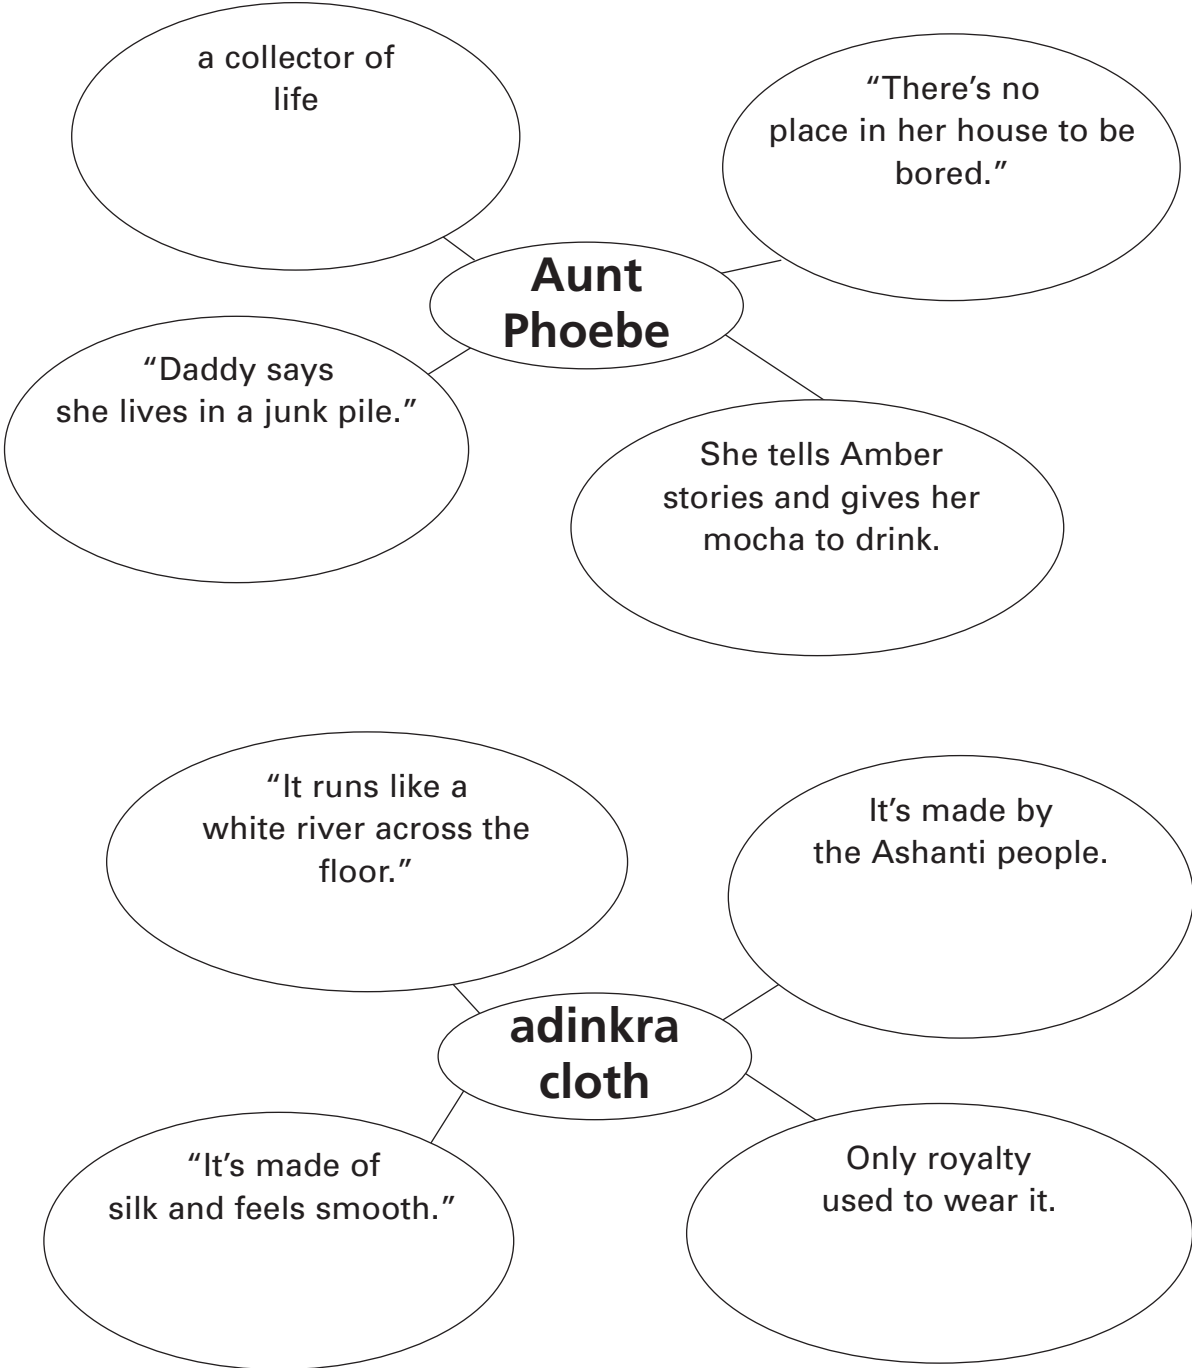 a collector of
life
“There’s no
place in her house to be
bored.”
Aunt
Phoebe
“Daddy says
she lives in a junk pile.”
She tells Amber
stories and gives her
mocha to drink.
“It runs like a
white river across the
floor.”
It’s made by
the Ashanti people.
adinkra
cloth
“It’s made of
silk and feels smooth.”
Only royalty
used to wear it.